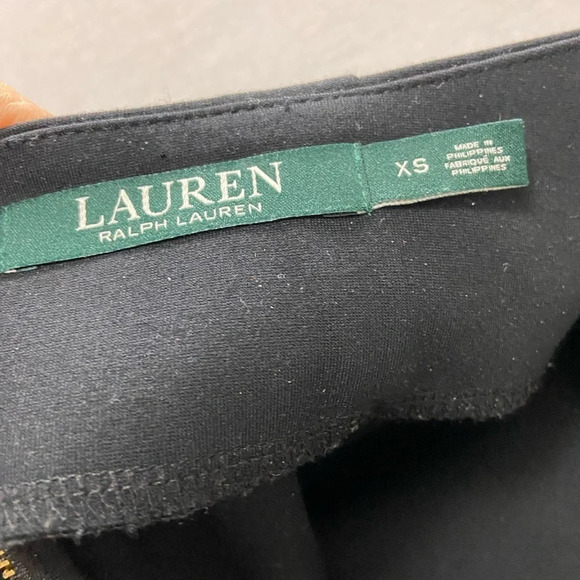 LAUREN
RALPH LAUREN
XS
MADE IN
PHILIPPINES
FABRIQUÉ AUX
PHILIPPINES